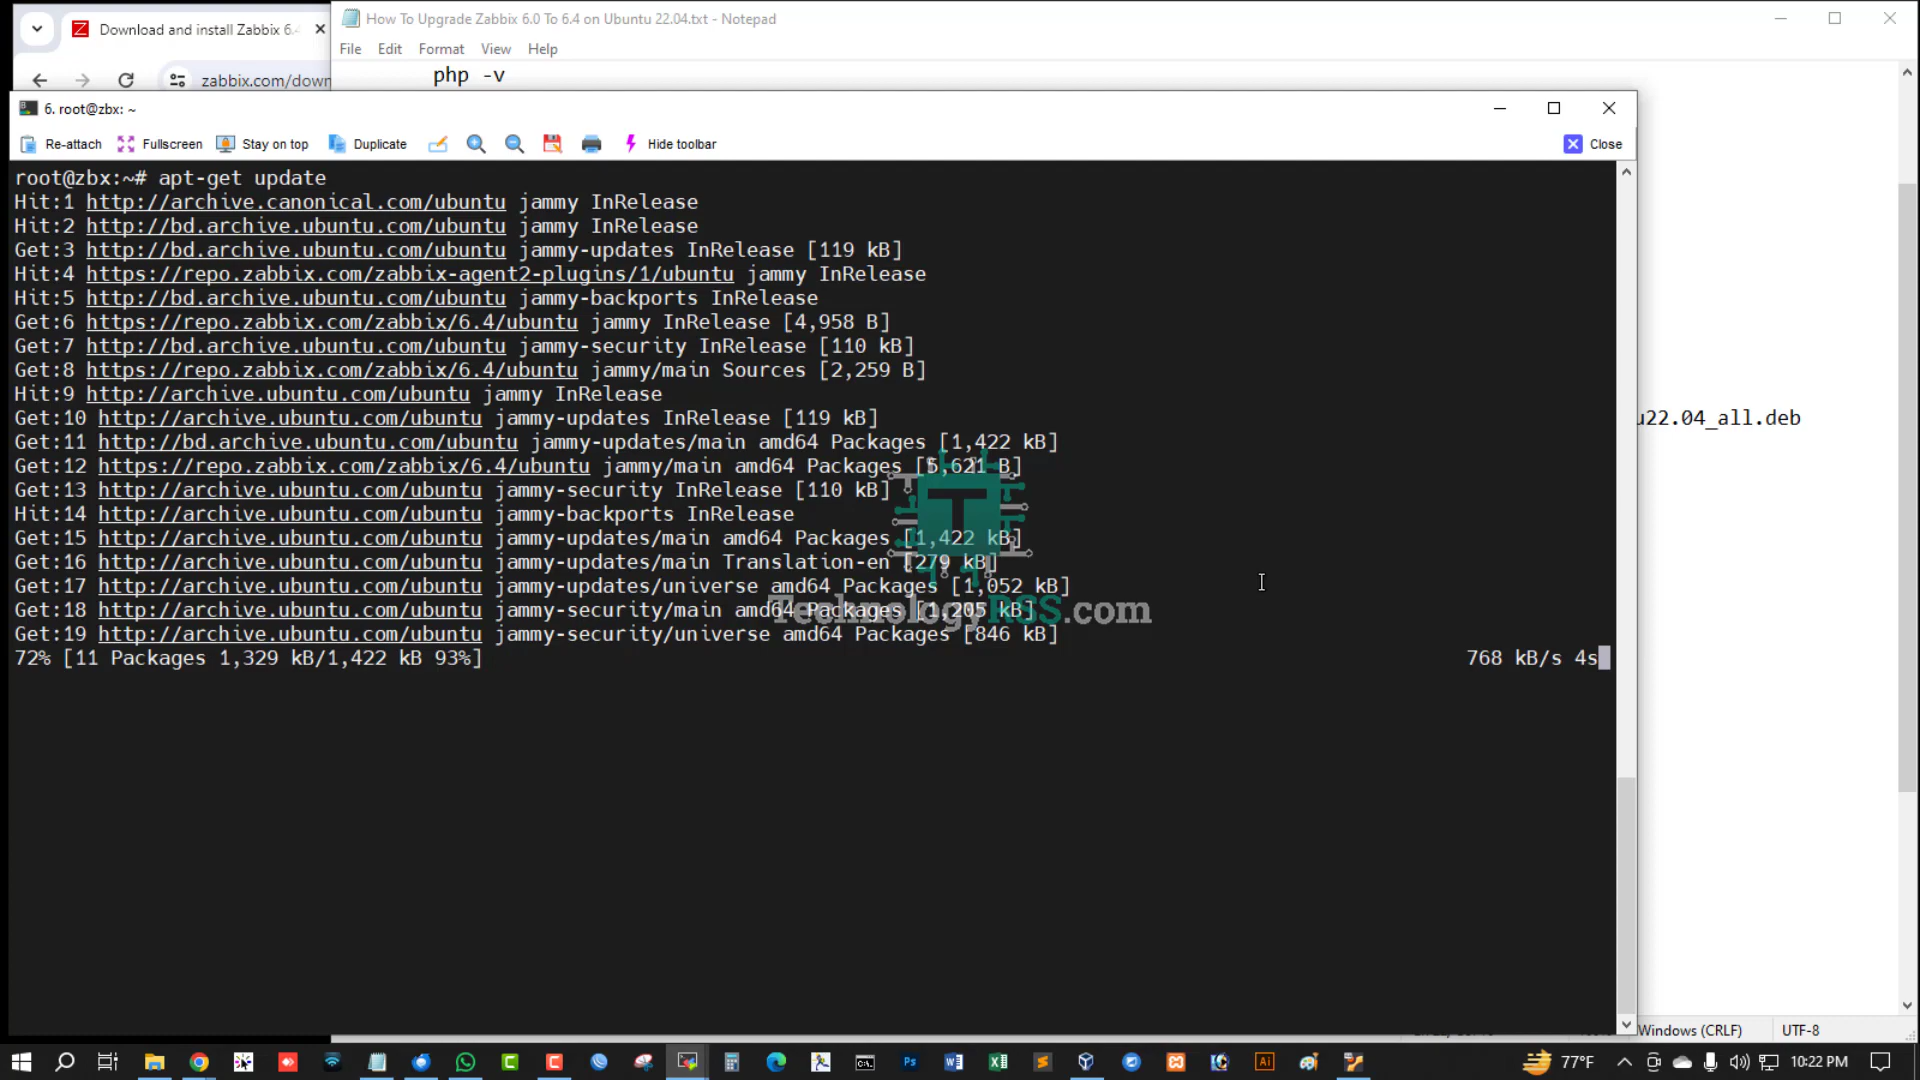 Download and install Zabbix 6.4
How To Upgrade Zabbix 6.0 To 6.4 on Ubuntu 22.04.txt - Notepad
File Edit Format View Help
zabbix.com/down
php -v
6. root@zbx: ~
Re-attach Fullscreen Stay on top Duplicate Hide toolbar Close
root@zbx:~# apt-get update
Hit:1 http://archive.canonical.com/ubuntu jammy InRelease
Hit:2 http://bd.archive.ubuntu.com/ubuntu jammy InRelease
Get:3 http://bd.archive.ubuntu.com/ubuntu jammy-updates InRelease [119 kB]
Hit:4 https://repo.zabbix.com/zabbix-agent2-plugins/1/ubuntu jammy InRelease
Hit:5 http://bd.archive.ubuntu.com/ubuntu jammy-backports InRelease
Get:6 https://repo.zabbix.com/zabbix/6.4/ubuntu jammy InRelease [4,958 B]
Get:7 http://bd.archive.ubuntu.com/ubuntu jammy-security InRelease [110 kB]
Get:8 https://repo.zabbix.com/zabbix/6.4/ubuntu jammy/main Sources [2,259 B]
Hit:9 http://archive.ubuntu.com/ubuntu jammy InRelease
Get:10 http://archive.ubuntu.com/ubuntu jammy-updates InRelease [119 kB]
u22.04_all.deb
Get:11 http://bd.archive.ubuntu.com/ubuntu jammy-updates/main amd64 Packages [1,422 kB]
Get:12 https://repo.zabbix.com/zabbix/6.4/ubuntu jammy/main amd64 Packages [5,621 B]
Get:13 http://archive.ubuntu.com/ubuntu jammy-security InRelease [110 kB]
Hit:14 http://archive.ubuntu.com/ubuntu jammy-backports InRelease
Get:15 http://archive.ubuntu.com/ubuntu jammy-updates/main amd64 Packages [1,422 kB]
Get:16 http://archive.ubuntu.com/ubuntu jammy-updates/main Translation-en [279 kB]
Get:17 http://archive.ubuntu.com/ubuntu jammy-updates/universe amd64 Packages [1,052 kB]
Get:18 http://archive.ubuntu.com/ubuntu jammy-security/main amd64 Packages [1,205 kB]
TechnologyRSS.com
Get:19 http://archive.ubuntu.com/ubuntu jammy-security/universe amd64 Packages [846 kB]
72% [11 Packages 1,329 kB/1,422 kB 93%] 768 kB/s 4s
Windows (CRLF) UTF-8
77°F 10:22 PM